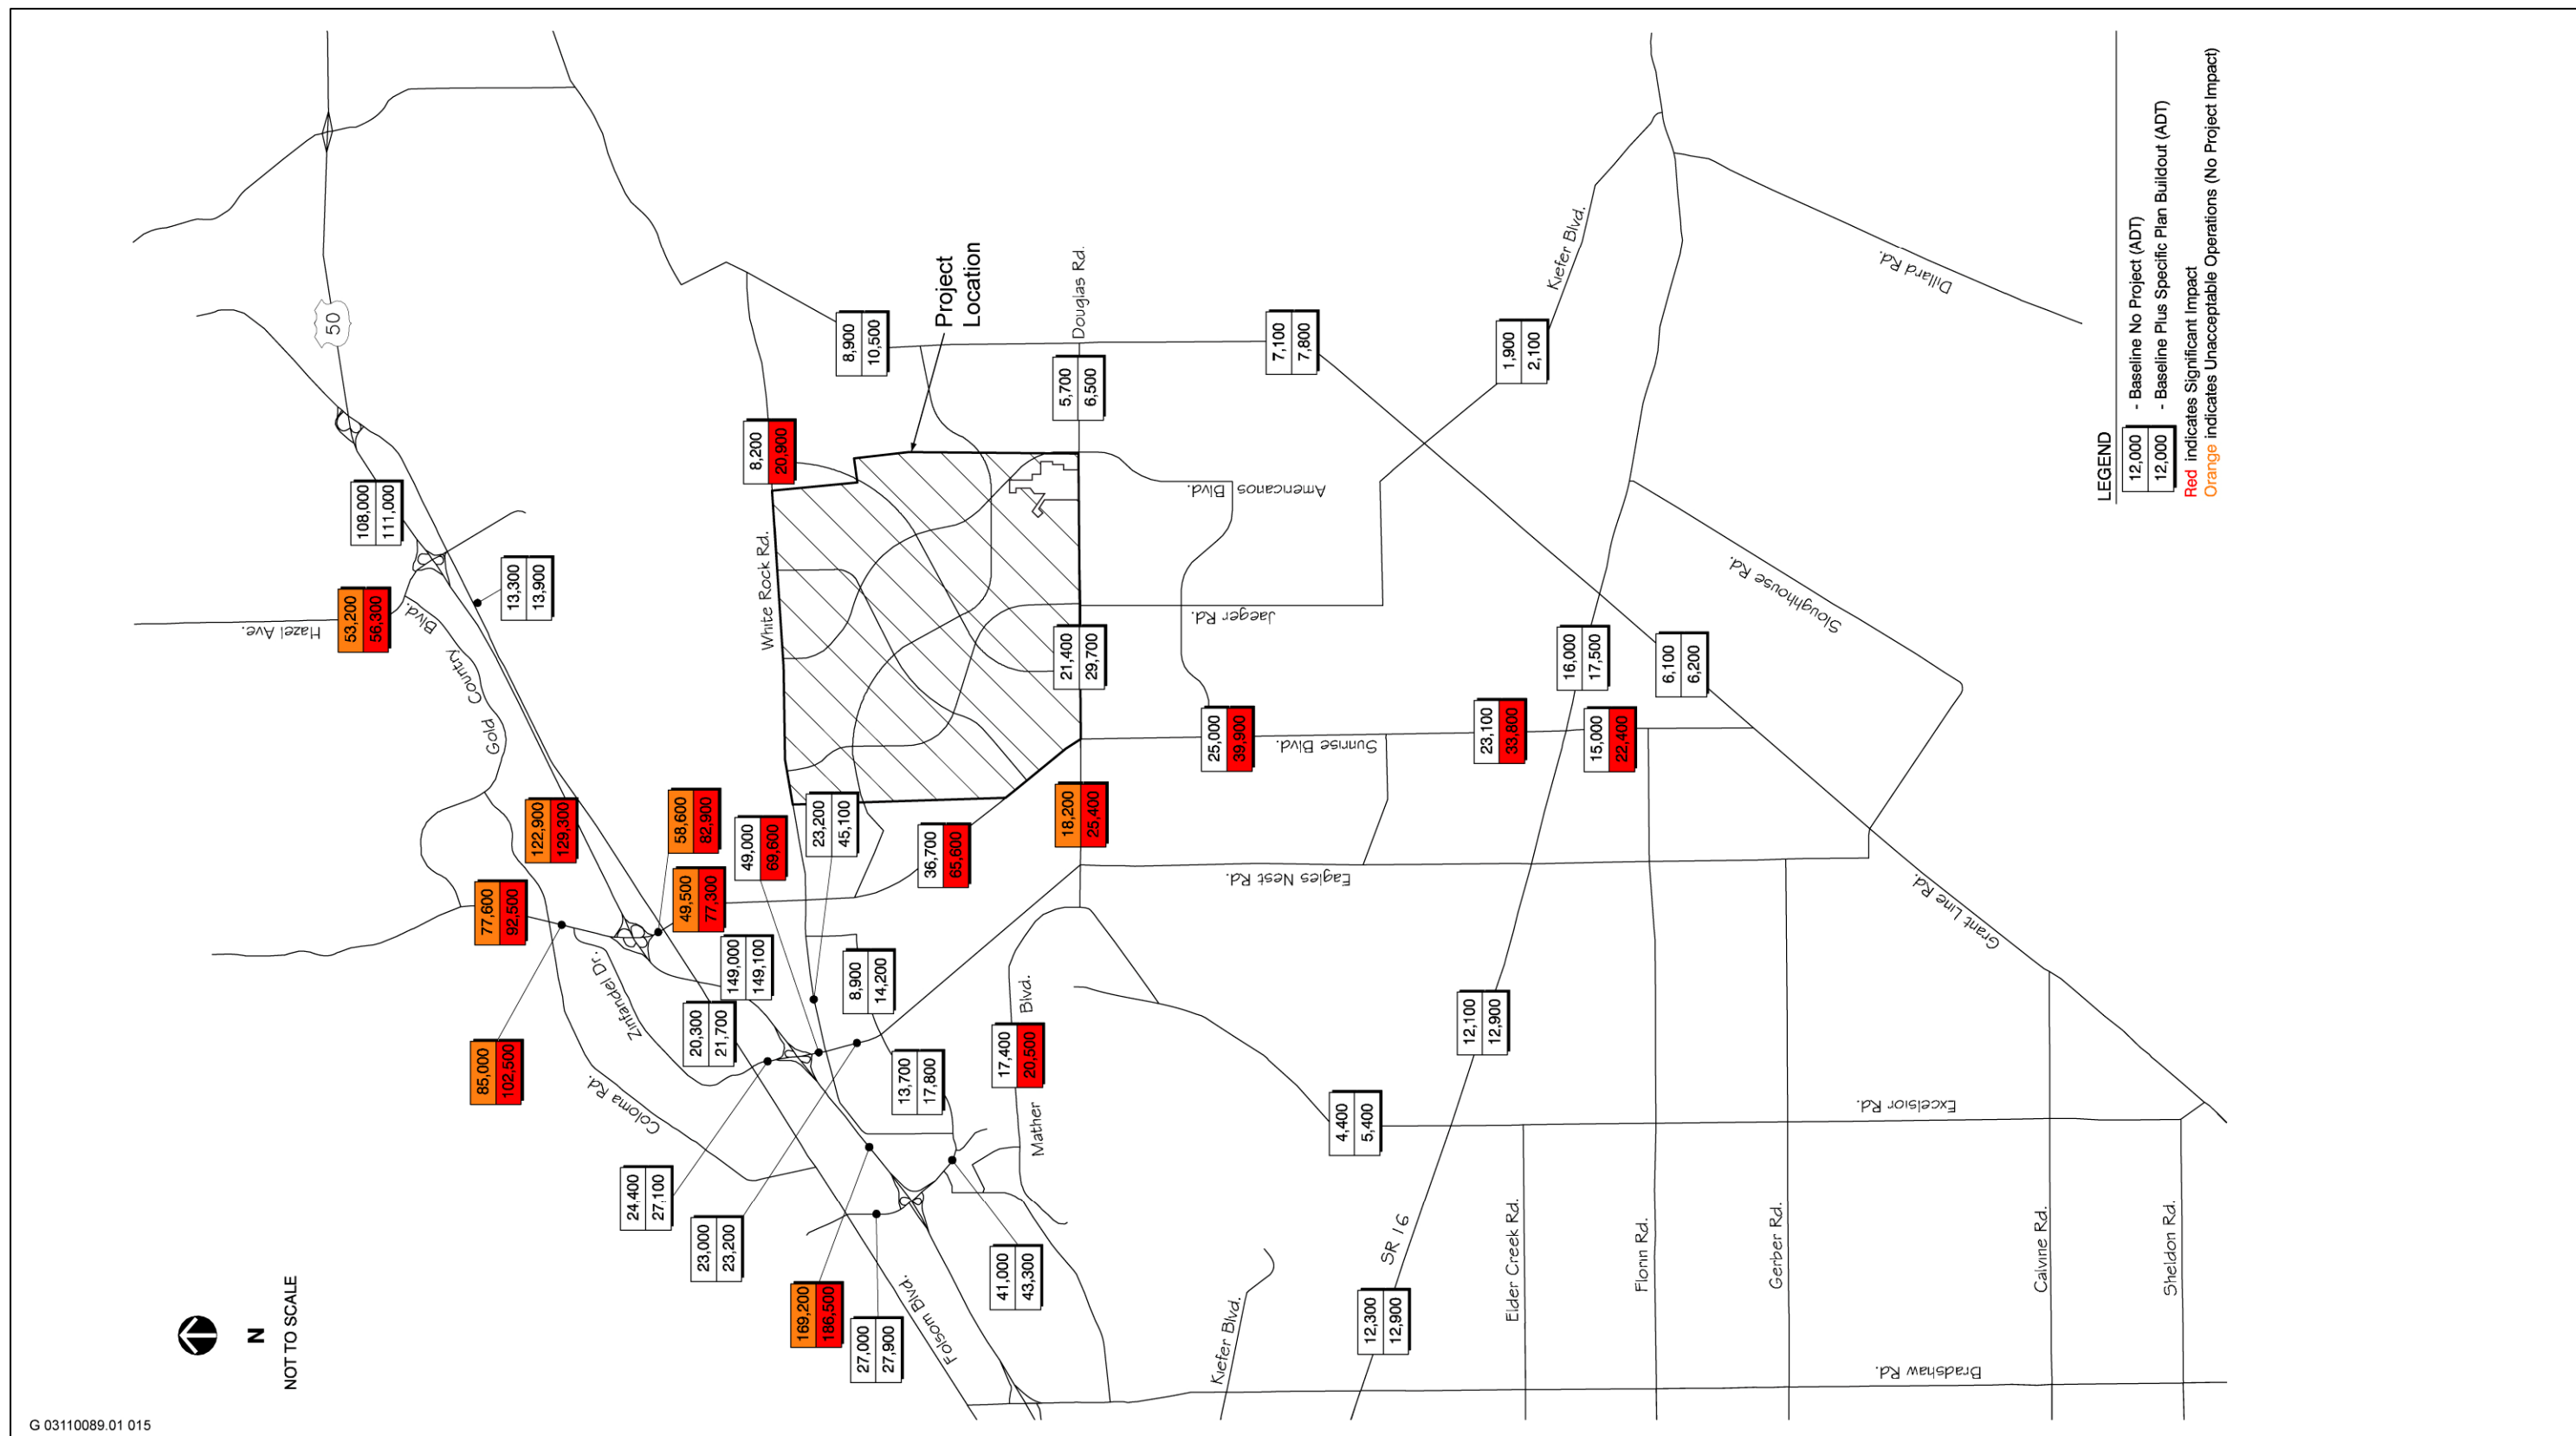 50
Hazel Ave.
Gold
Country
Blvd.
Zinfandel Dr.
Coloma Rd.
Folsom Blvd.
White Rock Rd.
Project
Location
Douglas Rd.
Americanos
Blvd.
Jaeger Rd.
Sunrise Blvd.
Eagles Nest Rd.
Mather
Blvd.
Kiefer Blvd.
Kiefer Blvd.
SR 16
Dillard Rd.
Sloughhouse Rd.
Grant Line Rd.
Excelsior Rd.
Elder Creek Rd.
Florin Rd.
Gerber Rd.
Calvine Rd.
Sheldon Rd.
Bradshaw Rd.
108,000
111,000
53,200
56,300
13,300
13,900
122,900
129,300
77,600
92,500
85,000
102,500
58,600
82,900
49,500
77,300
49,000
69,600
23,200
45,100
149,000
149,100
20,300
21,700
8,900
14,200
13,700
17,800
17,400
20,500
24,400
27,100
23,000
23,200
169,200
186,500
27,000
27,900
41,000
43,300
8,200
20,900
8,900
10,500
5,700
6,500
7,100
7,800
1,900
2,100
21,400
29,700
36,700
65,600
18,200
25,400
25,000
39,900
23,100
33,800
15,000
22,400
16,000
17,500
6,100
6,200
12,100
12,900
4,400
5,400
12,300
12,900
N
NOT TO SCALE
LEGEND
12,000 - Baseline No Project (ADT)
12,000 - Baseline Plus Specific Plan Buildout (ADT)
Red indicates Significant Impact
Orange indicates Unacceptable Operations (No Project Impact)
G 03110089.01 015